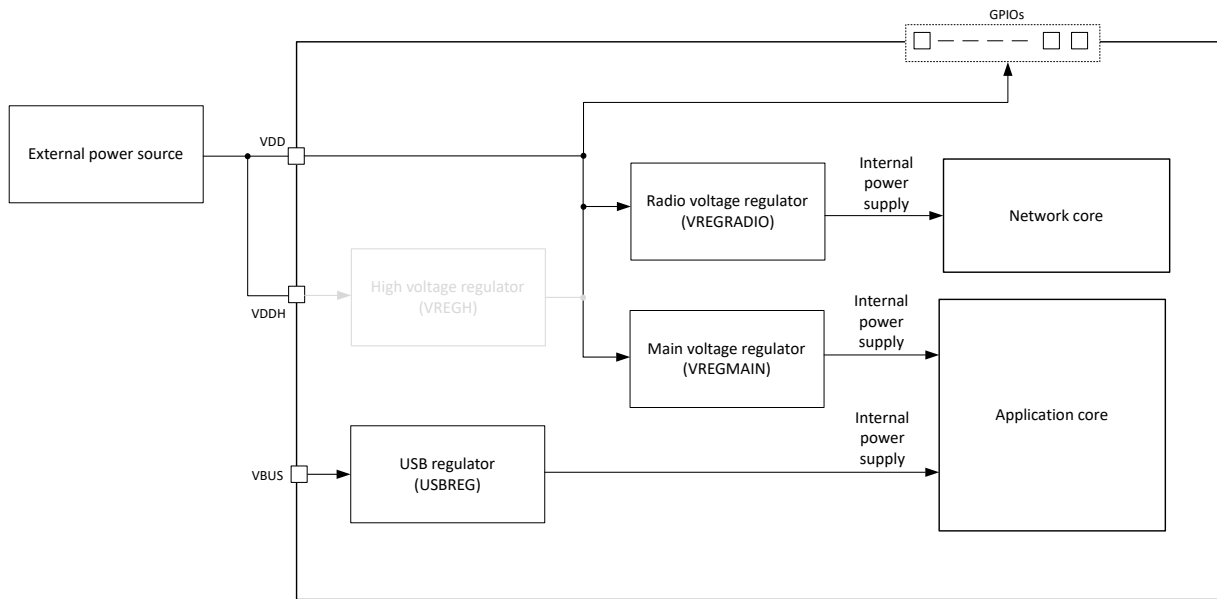 GPIOs
External power source
VDD
Radio voltage regulator
(VREGRADIO)
Internal
power
supply
Network core
High voltage regulator
(VREGH)
VDDH
Main voltage regulator
(VREGMAIN)
Internal
power
supply
Application core
USB regulator
(USBREG)
VBUS
Internal
power
supply